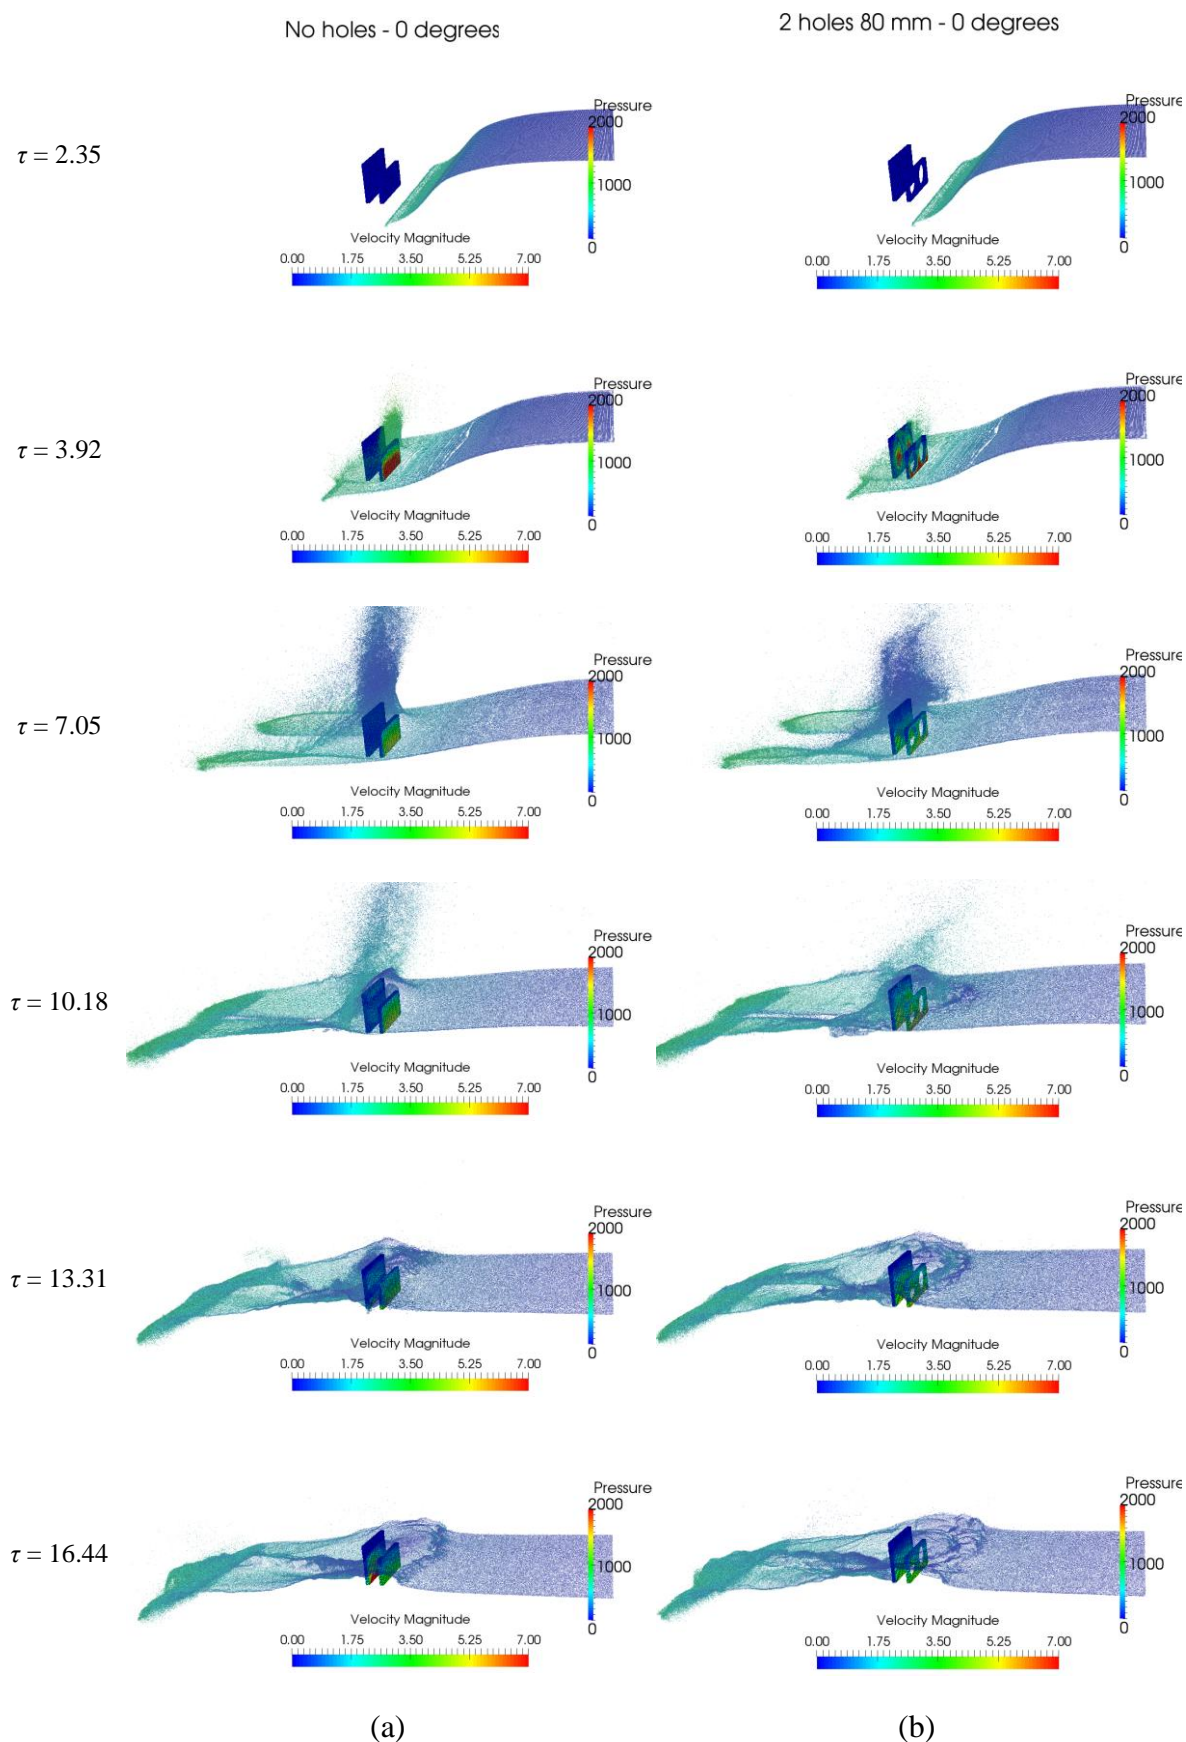 No holes - 0 degrees
2 holes 80 mm - 0 degrees
τ = 2.35
Pressure
2000
1000
0
Velocity Magnitude
0.00 1.75 3.50 5.25 7.00
Pressure
2000
1000
0
Velocity Magnitude
0.00 1.75 3.50 5.25 7.00
τ = 3.92
Pressure
2000
1000
0
Velocity Magnitude
0.00 1.75 3.50 5.25 7.00
Pressure
2000
1000
0
Velocity Magnitude
0.00 1.75 3.50 5.25 7.00
τ = 7.05
Pressure
2000
1000
0
Velocity Magnitude
0.00 1.75 3.50 5.25 7.00
Pressure
2000
1000
0
Velocity Magnitude
0.00 1.75 3.50 5.25 7.00
τ = 10.18
Pressure
2000
1000
0
Velocity Magnitude
0.00 1.75 3.50 5.25 7.00
Pressure
2000
1000
0
Velocity Magnitude
0.00 1.75 3.50 5.25 7.00
τ = 13.31
Pressure
2000
1000
0
Velocity Magnitude
0.00 1.75 3.50 5.25 7.00
Pressure
2000
1000
0
Velocity Magnitude
0.00 1.75 3.50 5.25 7.00
τ = 16.44
Pressure
2000
1000
0
Velocity Magnitude
0.00 1.75 3.50 5.25 7.00
Pressure
2000
1000
0
Velocity Magnitude
0.00 1.75 3.50 5.25 7.00
(a)
(b)